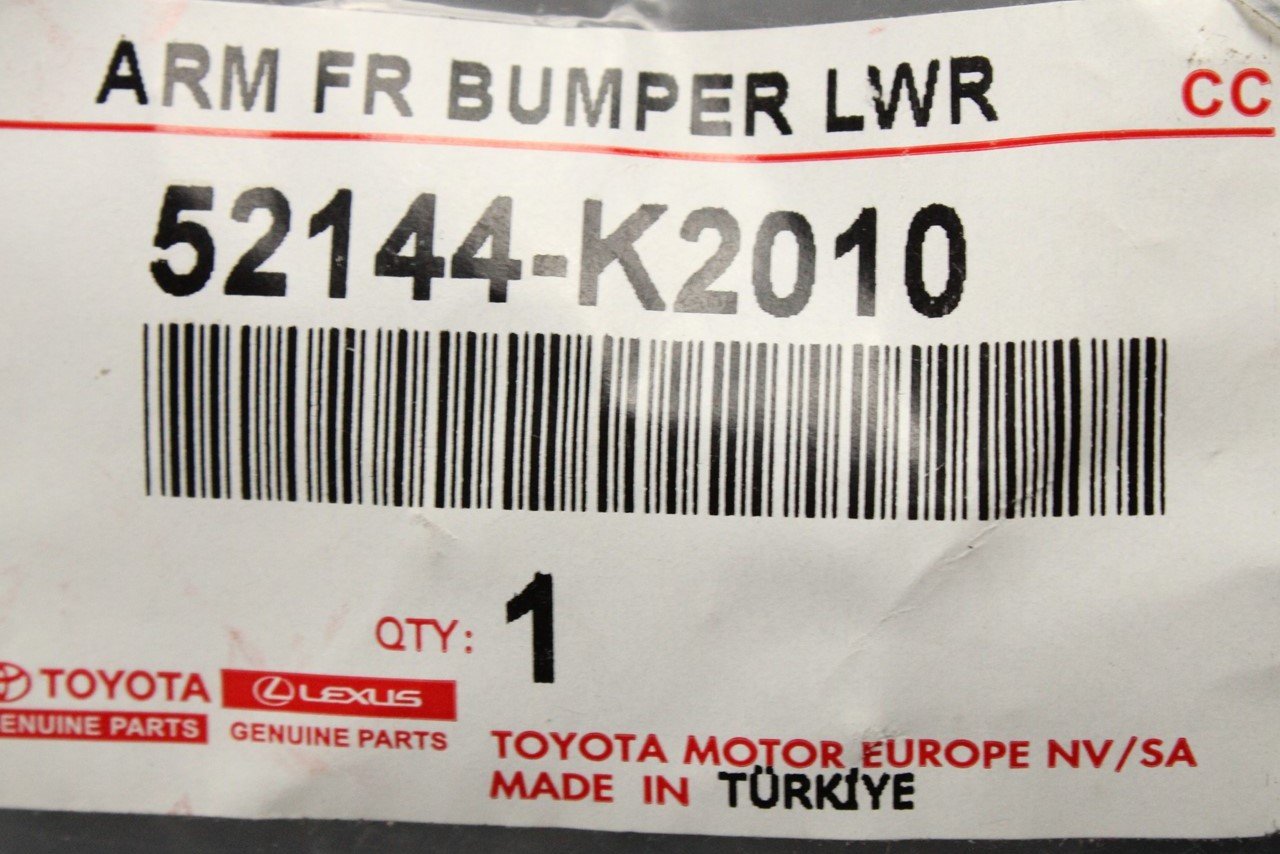 ARM FR BUMPER LWR CC
52144-K2010
QTY: 1
TOYOTA LEXUS
GENUINE PARTS GENUINE PARTS
TOYOTA MOTOR EUROPE NV/SA
MADE IN TÜRKİYE